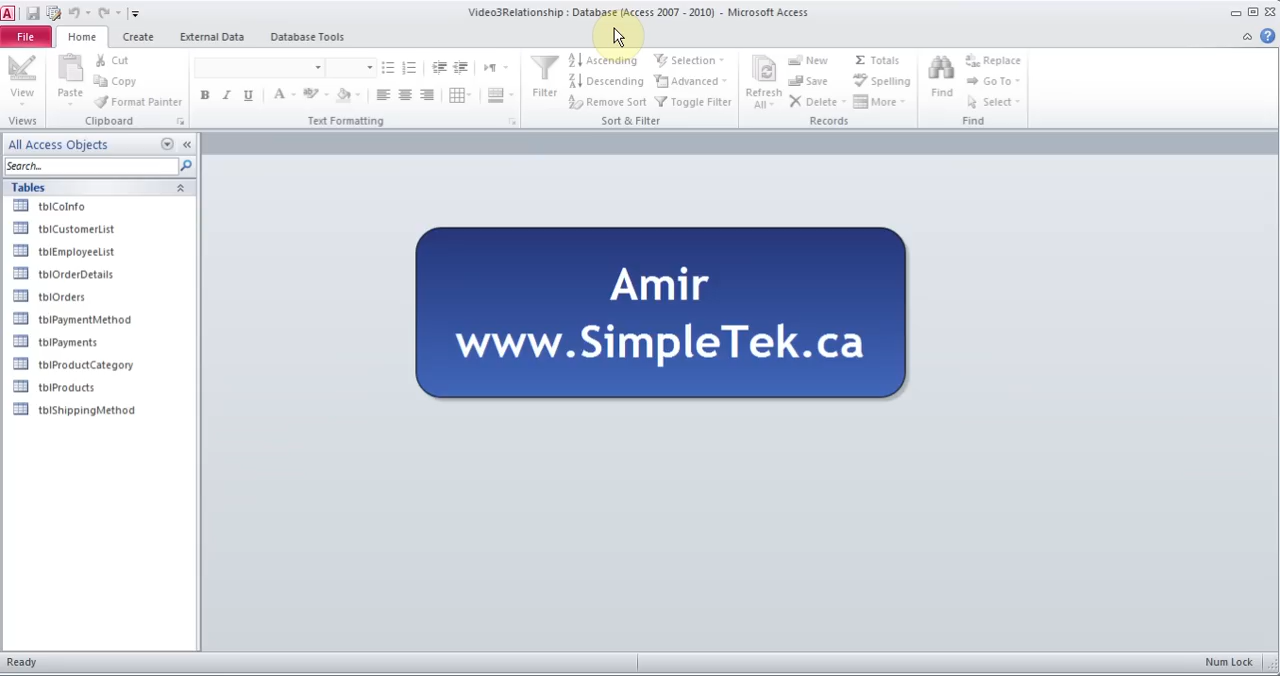 Video3Relationship : Database (Access 2007 - 2010) - Microsoft Access
File Home Create External Data Database Tools
View
Views
Paste
Cut
Copy
Format Painter
Clipboard
B I U A
Text Formatting
Filter
Ascending
Descending
Remove Sort
Selection
Advanced
Toggle Filter
Sort & Filter
Refresh
All
New
Save
Delete
Σ Totals
Spelling
More
Records
Find
Replace
Go To
Select
Find
All Access Objects
Search...
Tables
tblCoInfo
tblCustomerList
tblEmployeeList
tblOrderDetails
tblOrders
tblPaymentMethod
tblPayments
tblProductCategory
tblProducts
tblShippingMethod
Amir
www.SimpleTek.ca
Ready
Num Lock